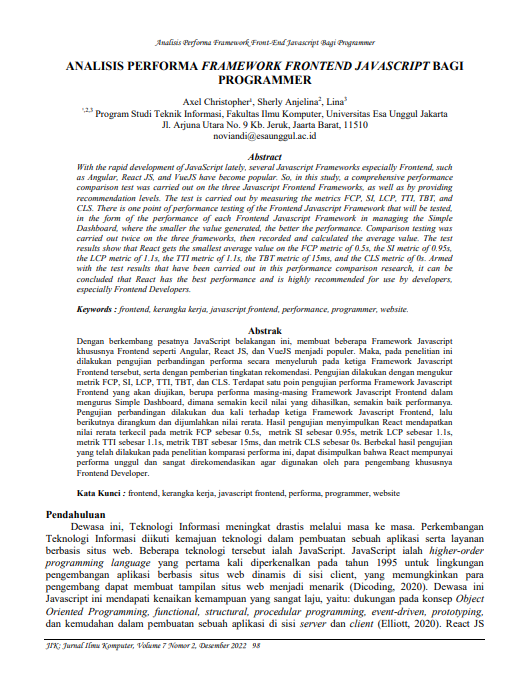 Analisis Performa Framework Front-End Javascript Bagi Programmer
ANALISIS PERFORMA FRAMEWORK FRONTEND JAVASCRIPT BAGI
PROGRAMMER
Axel Christopher¹, Sherly Anjelina², Lina³
¹,²,³ Program Studi Teknik Informasi, Fakultas Ilmu Komputer, Universitas Esa Unggul Jakarta
Jl. Arjuna Utara No. 9 Kb. Jeruk, Jaarta Barat, 11510
noviandi@esaunggul.ac.id
Abstract
With the rapid development of JavaScript lately, several Javascript Frameworks especially Frontend, such
as Angular, React JS, and VueJS have become popular. So, in this study, a comprehensive performance
comparison test was carried out on the three Javascript Frontend Frameworks, as well as by providing
recommendation levels. The test is carried out by measuring the metrics FCP, SI, LCP, TTI, TBT, and
CLS. There is one point of performance testing of the Frontend Javascript Framework that will be tested,
in the form of the performance of each Frontend Javascript Framework in managing the Simple
Dashboard, where the smaller the value generated, the better the performance. Comparison testing was
carried out twice on the three frameworks, then recorded and calculated the average value. The test
results show that React gets the smallest average value on the FCP metric of 0.5s, the SI metric of 0.95s,
the LCP metric of 1.1s, the TTI metric of 1.1s, the TBT metric of 15ms, and the CLS metric of 0s. Armed
with the test results that have been carried out in this performance comparison research, it can be
concluded that React has the best performance and is highly recommended for use by developers,
especially Frontend Developers.
Keywords : frontend, kerangka kerja, javascript frontend, performance, programmer, website.
Abstrak
Dengan berkembang pesatnya JavaScript belakangan ini, membuat beberapa Framework Javascript
khususnya Frontend seperti Angular, React JS, dan VueJS menjadi populer. Maka, pada penelitian ini
dilakukan pengujian perbandingan performa secara menyeluruh pada ketiga Framework Javascript
Frontend tersebut, serta dengan pemberian tingkatan rekomendasi. Pengujian dilakukan dengan mengukur
metrik FCP, SI, LCP, TTI, TBT, dan CLS. Terdapat satu poin pengujian performa Framework Javascript
Frontend yang akan diujikan, berupa performa masing-masing Framework Javascript Frontend dalam
mengurus Simple Dashboard, dimana semakin kecil nilai yang dihasilkan, semakin baik performanya.
Pengujian perbandingan dilakukan dua kali terhadap ketiga Framework Javascript Frontend, lalu
berikutnya dirangkum dan dijumlahkan nilai rerata. Hasil pengujian menyimpulkan React mendapatkan
nilai rerata terkecil pada metrik FCP sebesar 0.5s, metrik SI sebesar 0.95s, metrik LCP sebesar 1.1s,
metrik TTI sebesar 1.1s, metrik TBT sebesar 15ms, dan metrik CLS sebesar 0s. Berbekal hasil pengujian
yang telah dilakukan pada penelitian komparasi performa ini, dapat disimpulkan bahwa React mempunyai
performa unggul dan sangat direkomendasikan agar digunakan oleh para pengembang khususnya
Frontend Developer.
Kata Kunci : frontend, kerangka kerja, javascript frontend, performa, programmer, website
Pendahuluan
Dewasa ini, Teknologi Informasi meningkat drastis melalui masa ke masa. Perkembangan
Teknologi Informasi diikuti kemajuan teknologi dalam pembuatan sebuah aplikasi serta layanan
berbasis situs web. Beberapa teknologi tersebut ialah JavaScript. JavaScript ialah higher-order
programming language yang pertama kali diperkenalkan pada tahun 1995 untuk lingkungan
pengembangan aplikasi berbasis situs web dinamis di sisi client, yang memungkinkan para
pengembang dapat membuat tampilan situs web menjadi menarik (Dicoding, 2020). Dewasa ini
Javascript ini mendapati kenaikan kemampuan yang sangat laju, yaitu: dukungan pada konsep Object
Oriented Programming, functional, structural, procedular programming, event-driven, prototyping,
dan kemudahan dalam pembuatan sebuah aplikasi di sisi server dan client (Elliott, 2020). React JS
JIK: Jurnal Ilmu Komputer, Volume 7 Nomor 2, Desember 2022 98